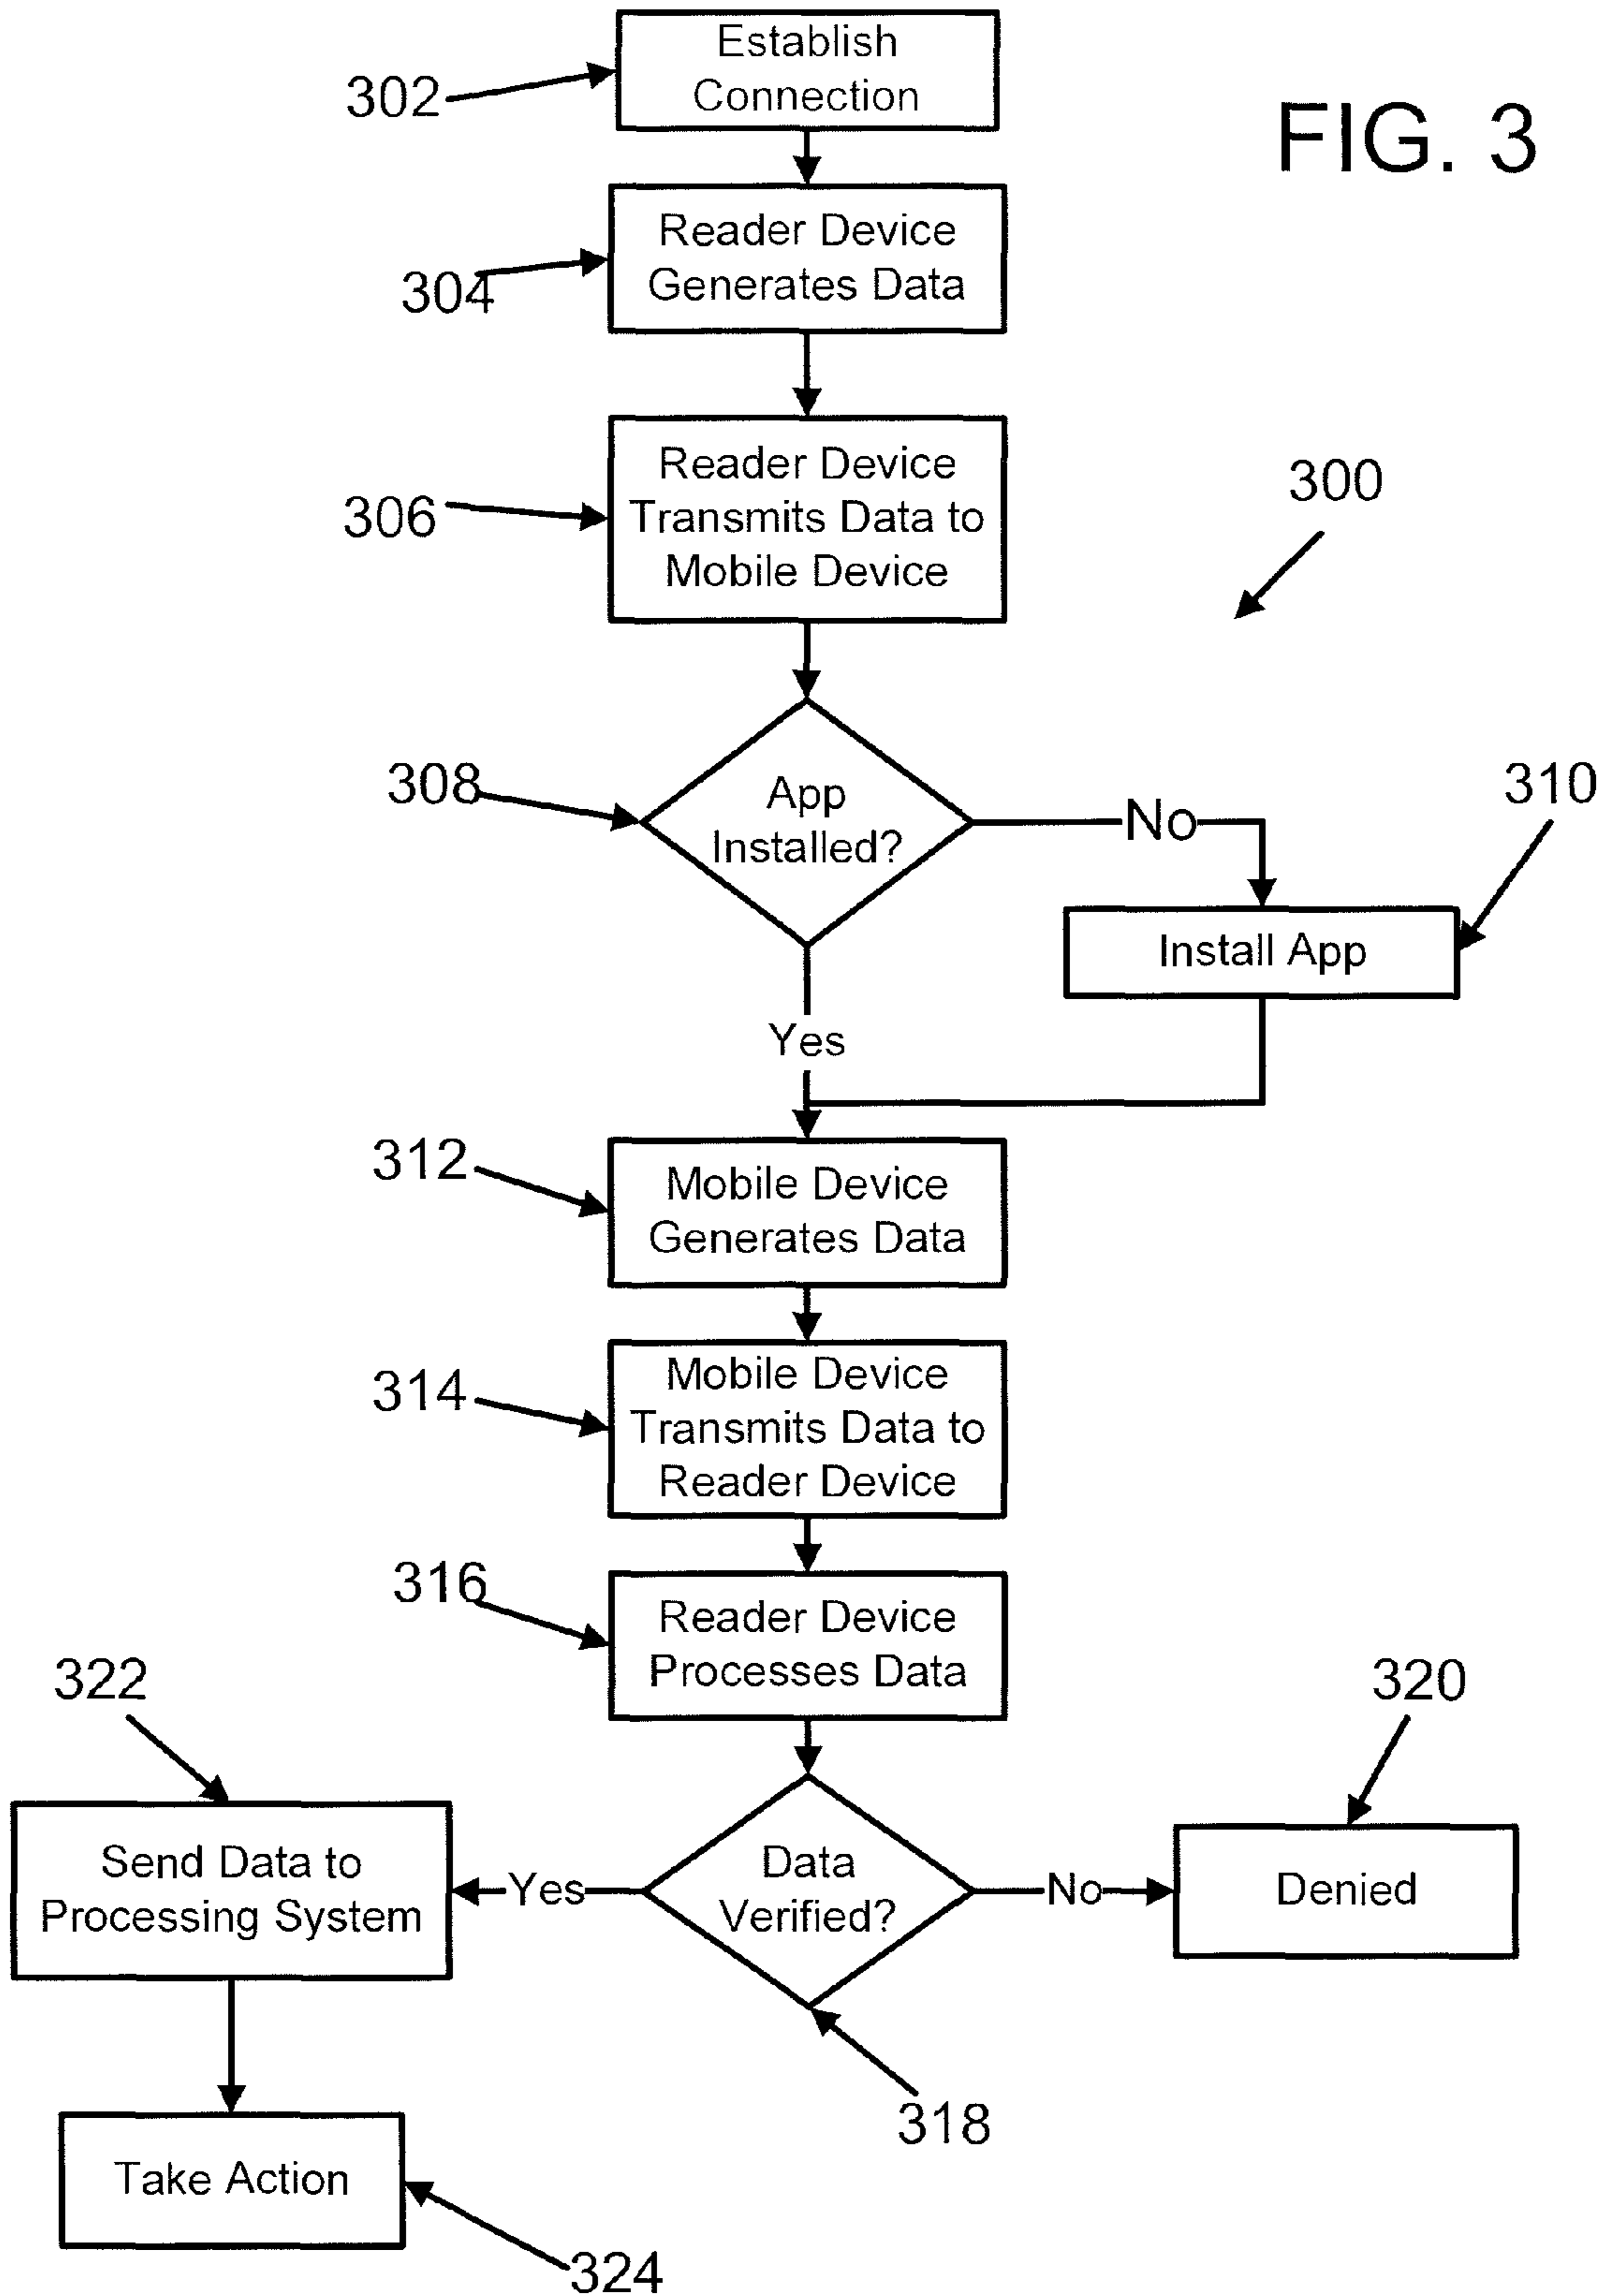 Establish
Connection
302
FIG. 3
Reader Device
Generates Data
304
Reader Device
Transmits Data to
Mobile Device
306
300
App
Installed?
308
No
310
Install App
Yes
Mobile Device
Generates Data
312
Mobile Device
Transmits Data to
Reader Device
314
Reader Device
Processes Data
316
322
320
Send Data to
Processing System
Yes
Data
Verified?
No
Denied
318
Take Action
324